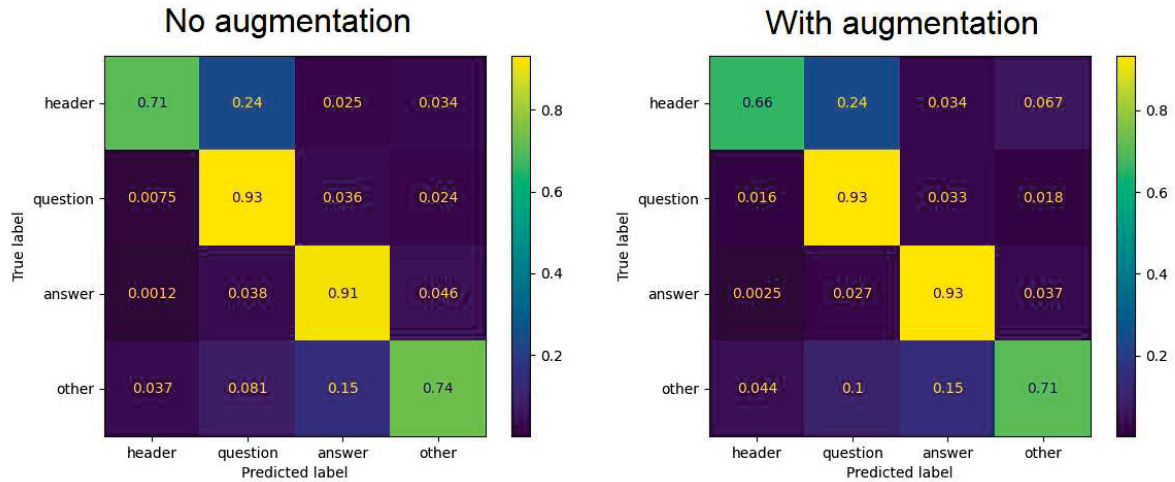 No augmentation
header
question
answer
other
True label
0.71 0.24 0.025 0.034
0.0075 0.93 0.036 0.024
0.0012 0.038 0.91 0.046
0.037 0.081 0.15 0.74
header question answer other
Predicted label
0.8
0.6
0.4
0.2
With augmentation
header
question
answer
other
True label
0.66 0.24 0.034 0.067
0.016 0.93 0.033 0.018
0.0025 0.027 0.93 0.037
0.044 0.1 0.15 0.71
header question answer other
Predicted label
0.8
0.6
0.4
0.2